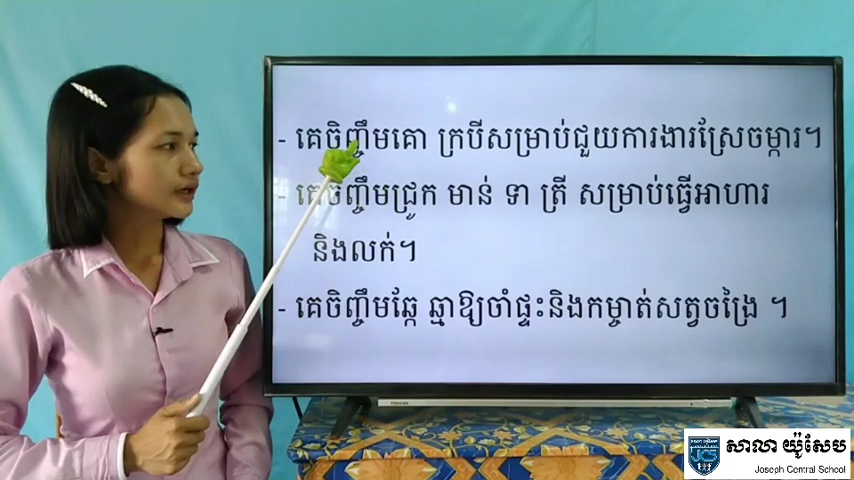 - គេចិញ្ចឹមគោ ក្របីសម្រាប់ជួយការងារស្រែចម្ការ។
- គេចិញ្ចឹមជ្រូក មាន់ ទា ត្រី សម្រាប់ធ្វើអាហារ
និងលក់។
- គេចិញ្ចឹមឆ្កែ ឆ្មាឱ្យចាំផ្ទះនិងកម្ចាត់សត្វចង្រៃ ។
TOSHIBA
JCS
សាលា យ៉ូសែប
Joseph Central School